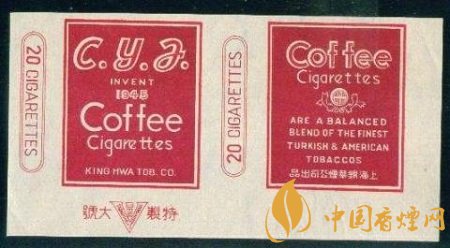 20 CIGARETTES
C.Y.J.
INVENT
1945
Coffee
Cigarettes
KING HWA TOB. CO.
號大
製特
20 CIGARETTES
Coffee
Cigarettes
ARE A BALANCED
BLEND OF THE FINEST
TURKISH & AMERICAN
TOBACCOS
品出司公煙華錦海上
中国香烟网